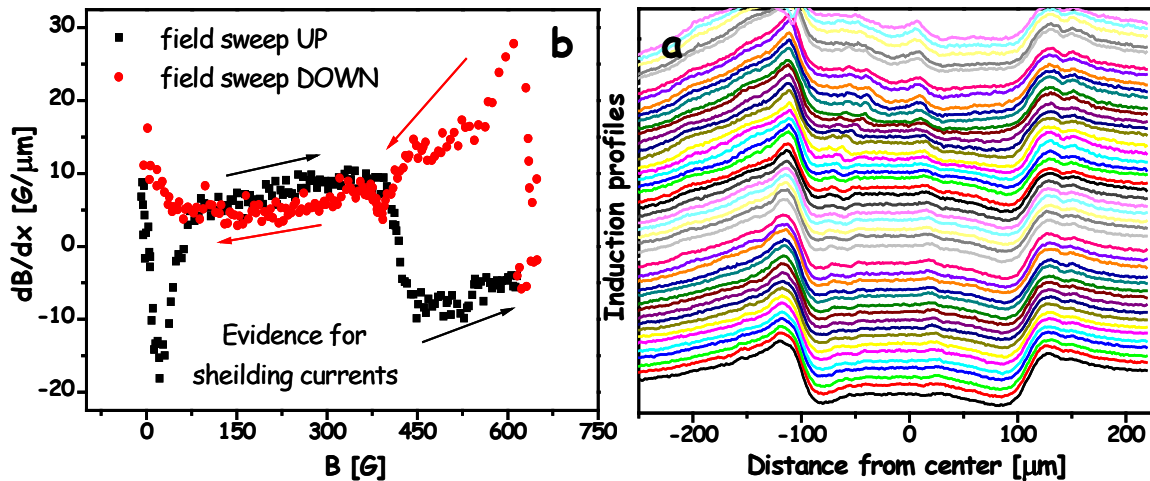 field sweep UP
field sweep DOWN
b
Evidence for
sheilding currents
dB/dx [G/μm]
30
20
10
0
-10
-20
0
150
300
450
600
750
B [G]
a
Induction profiles
-200
-100
0
100
200
Distance from center [μm]